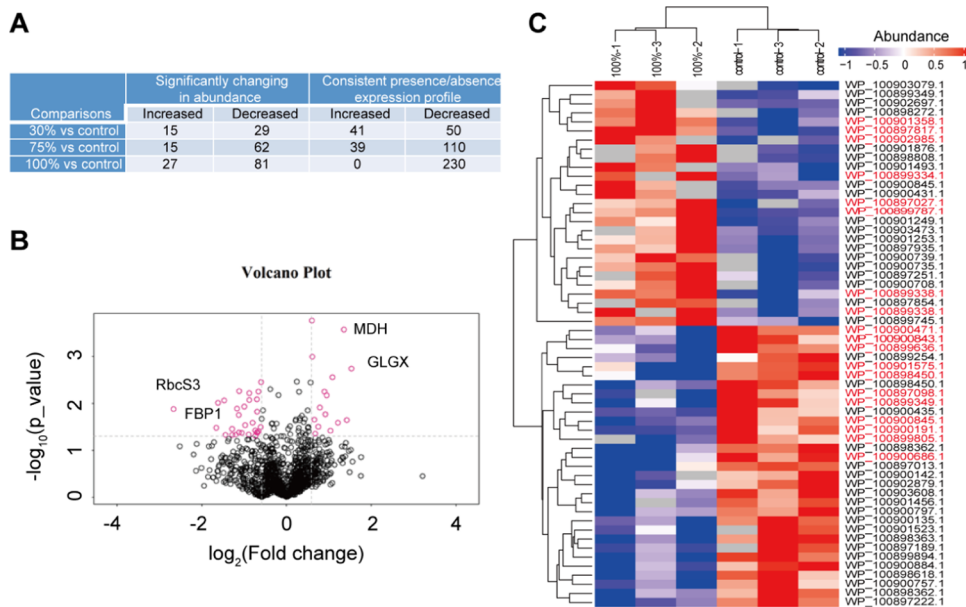 A
Significantly changing
in abundance
Consistent presence/absence
expression profile
Comparisons
Increased
Decreased
Increased
Decreased
30% vs control 15 29 41 50
75% vs control 15 62 39 110
100% vs control 27 81 0 230
B
Volcano Plot
MDH
GLGX
RbcS3
FBP1
-log10(p_value)
3
2
1
0
-4 -2 0 2 4
log2(Fold change)
C
100%-1
100%-3
100%-2
control-1
control-3
control-2
Abundance
-1 -0.5 0 0.5 1
WP_100903079.1
WP_100899349.1
WP_100902697.1
WP_100898272.1
WP_100901358.1
WP_100897817.1
WP_100902985.1
WP_100901876.1
WP_100898808.1
WP_100901493.1
WP_100899334.1
WP_100900845.1
WP_100900431.1
WP_100897027.1
WP_100899787.1
WP_100901249.1
WP_100903473.1
WP_100901253.1
WP_100897935.1
WP_100900739.1
WP_100900735.1
WP_100897251.1
WP_100900708.1
WP_100899338.1
WP_100897854.1
WP_100899338.1
WP_100899745.1
WP_100900471.1
WP_100900843.1
WP_100899636.1
WP_100899254.1
WP_100901575.1
WP_100898450.1
WP_100898450.1
WP_100897098.1
WP_100899349.1
WP_100900435.1
WP_100900845.1
WP_100900191.1
WP_100899805.1
WP_100898362.1
WP_100900686.1
WP_100897013.1
WP_100900142.1
WP_100902879.1
WP_100903608.1
WP_100901456.1
WP_100900797.1
WP_100900135.1
WP_100901523.1
WP_100898363.1
WP_100897189.1
WP_100899894.1
WP_100900884.1
WP_100898618.1
WP_100900757.1
WP_100898362.1
WP_100897222.1